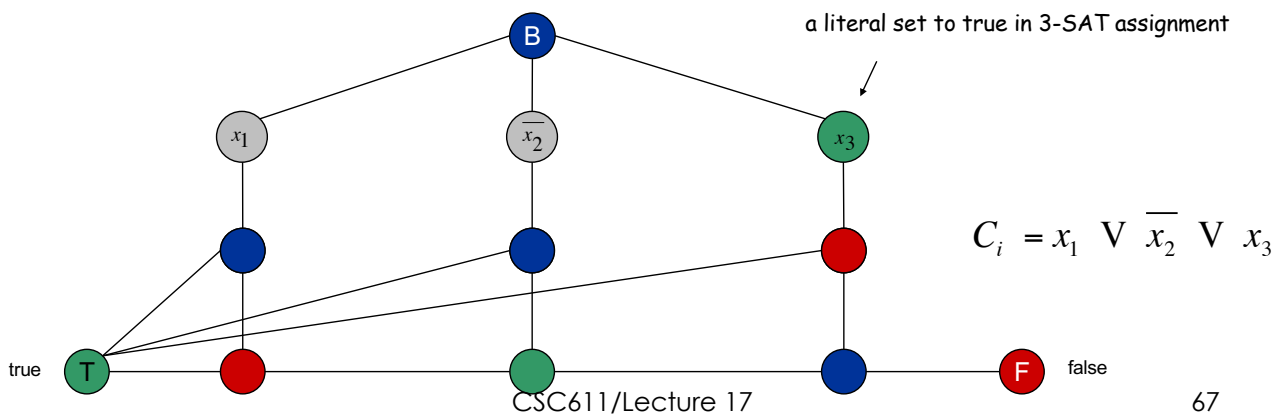 a literal set to true in 3-SAT assignment
B
x₁ x̅₂ x₃
Cᵢ = x₁ V x̅₂ V x₃
true T F false
CSC611/Lecture 17 67